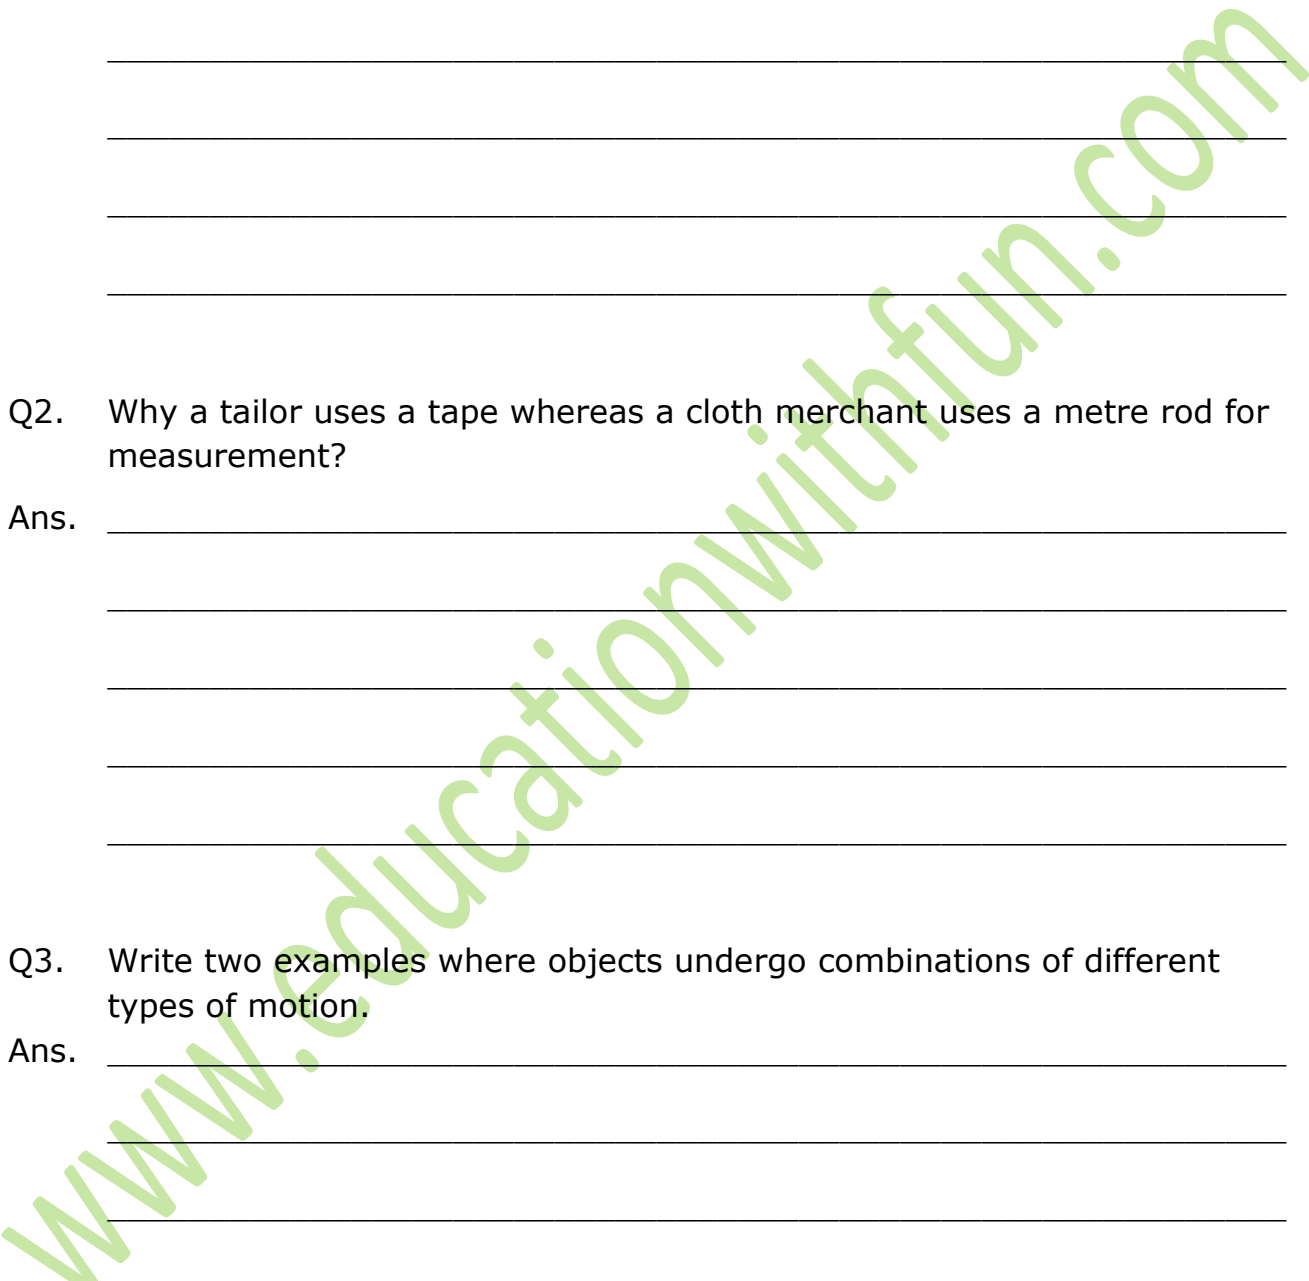 Q2. Why a tailor uses a tape whereas a cloth merchant uses a metre rod for
measurement?
Ans.
Q3. Write two examples where objects undergo combinations of different
types of motion.
Ans.
www.educationwithfun.com